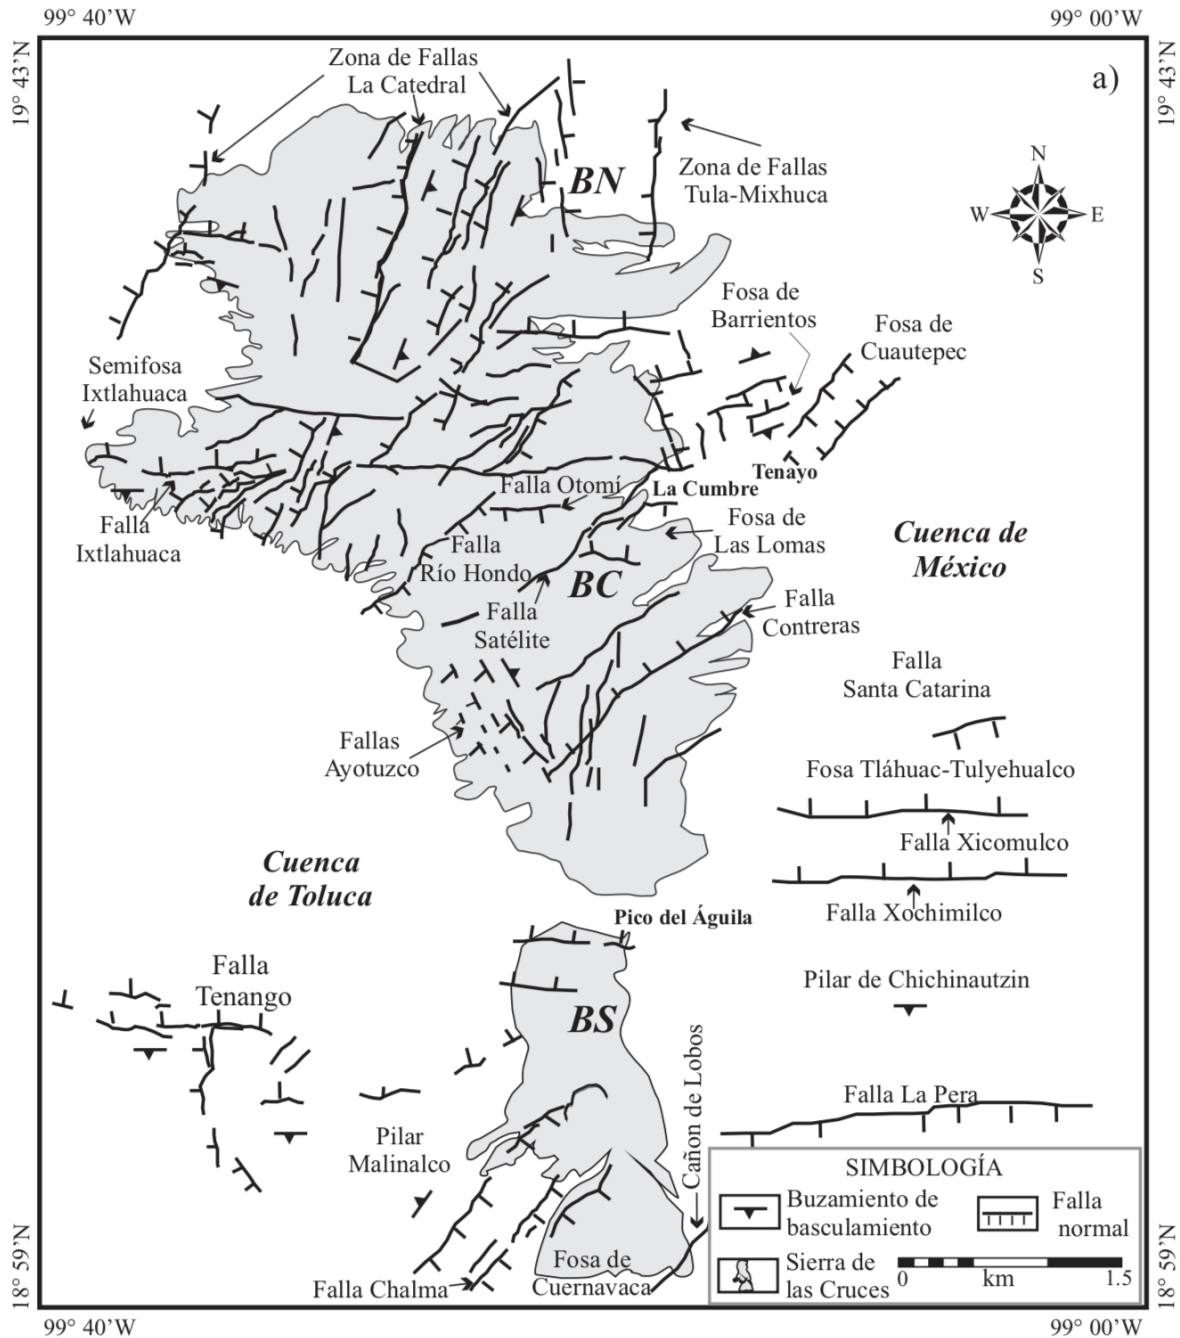 99° 40’W
99° 00’W
19° 43’N
19° 43’N
Zona de Fallas
La Catedral
a)
BN
Zona de Fallas
Tula-Mixhuca
N
W
E
S
Fosa de
Barrientos
Fosa de
Cuautepec
Semifosa
Ixtlahuaca
Tenayo
Falla Otomí
La Cumbre
Falla
Ixtlahuaca
Fosa de
Las Lomas
Cuenca de
México
Falla
Río Hondo
BC
Falla
Satélite
Falla
Contreras
Falla
Santa Catarina
Fallas
Ayotuzco
Fosa Tláhuac-Tulyehualco
Falla Xicomulco
Cuenca
de Toluca
Falla Xochimilco
Pico del Águila
Falla
Tenango
Pilar de Chichinautzin
BS
Cañon de Lobos
Falla La Pera
Pilar
Malinalco
Falla Chalma
Fosa de
Cuernavaca
SIMBOLOGÍA
Buzamiento de
basculamiento
Falla
normal
Sierra de
las Cruces
0
km
1.5
18° 59’N
18° 59’N
99° 40’W
99° 00’W